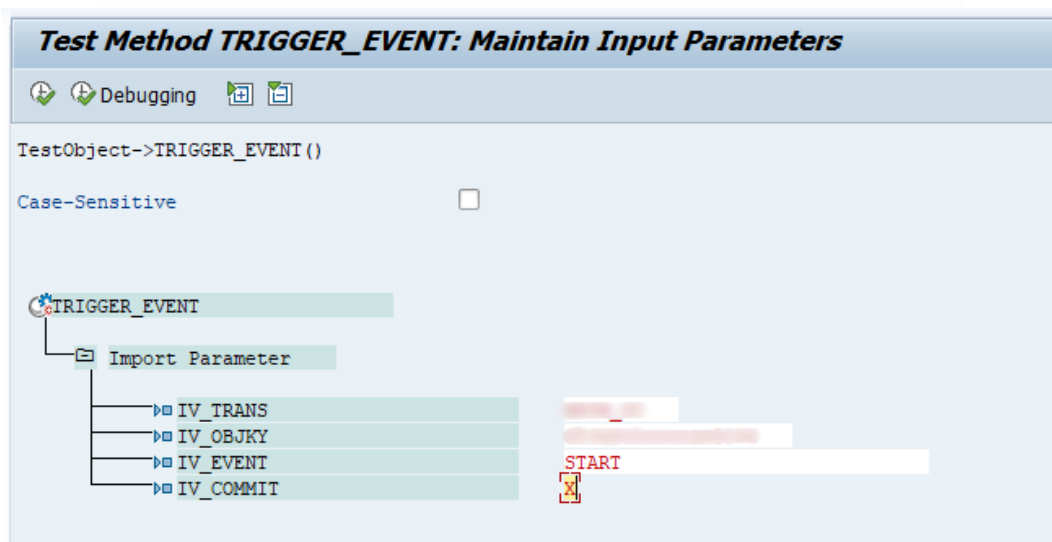 Test Method TRIGGER_EVENT: Maintain Input Parameters
Debugging
TestObject->TRIGGER_EVENT()
Case-Sensitive
TRIGGER_EVENT
Import Parameter
IV_TRANS
IV_OBJKY
IV_EVENT START
IV_COMMIT X